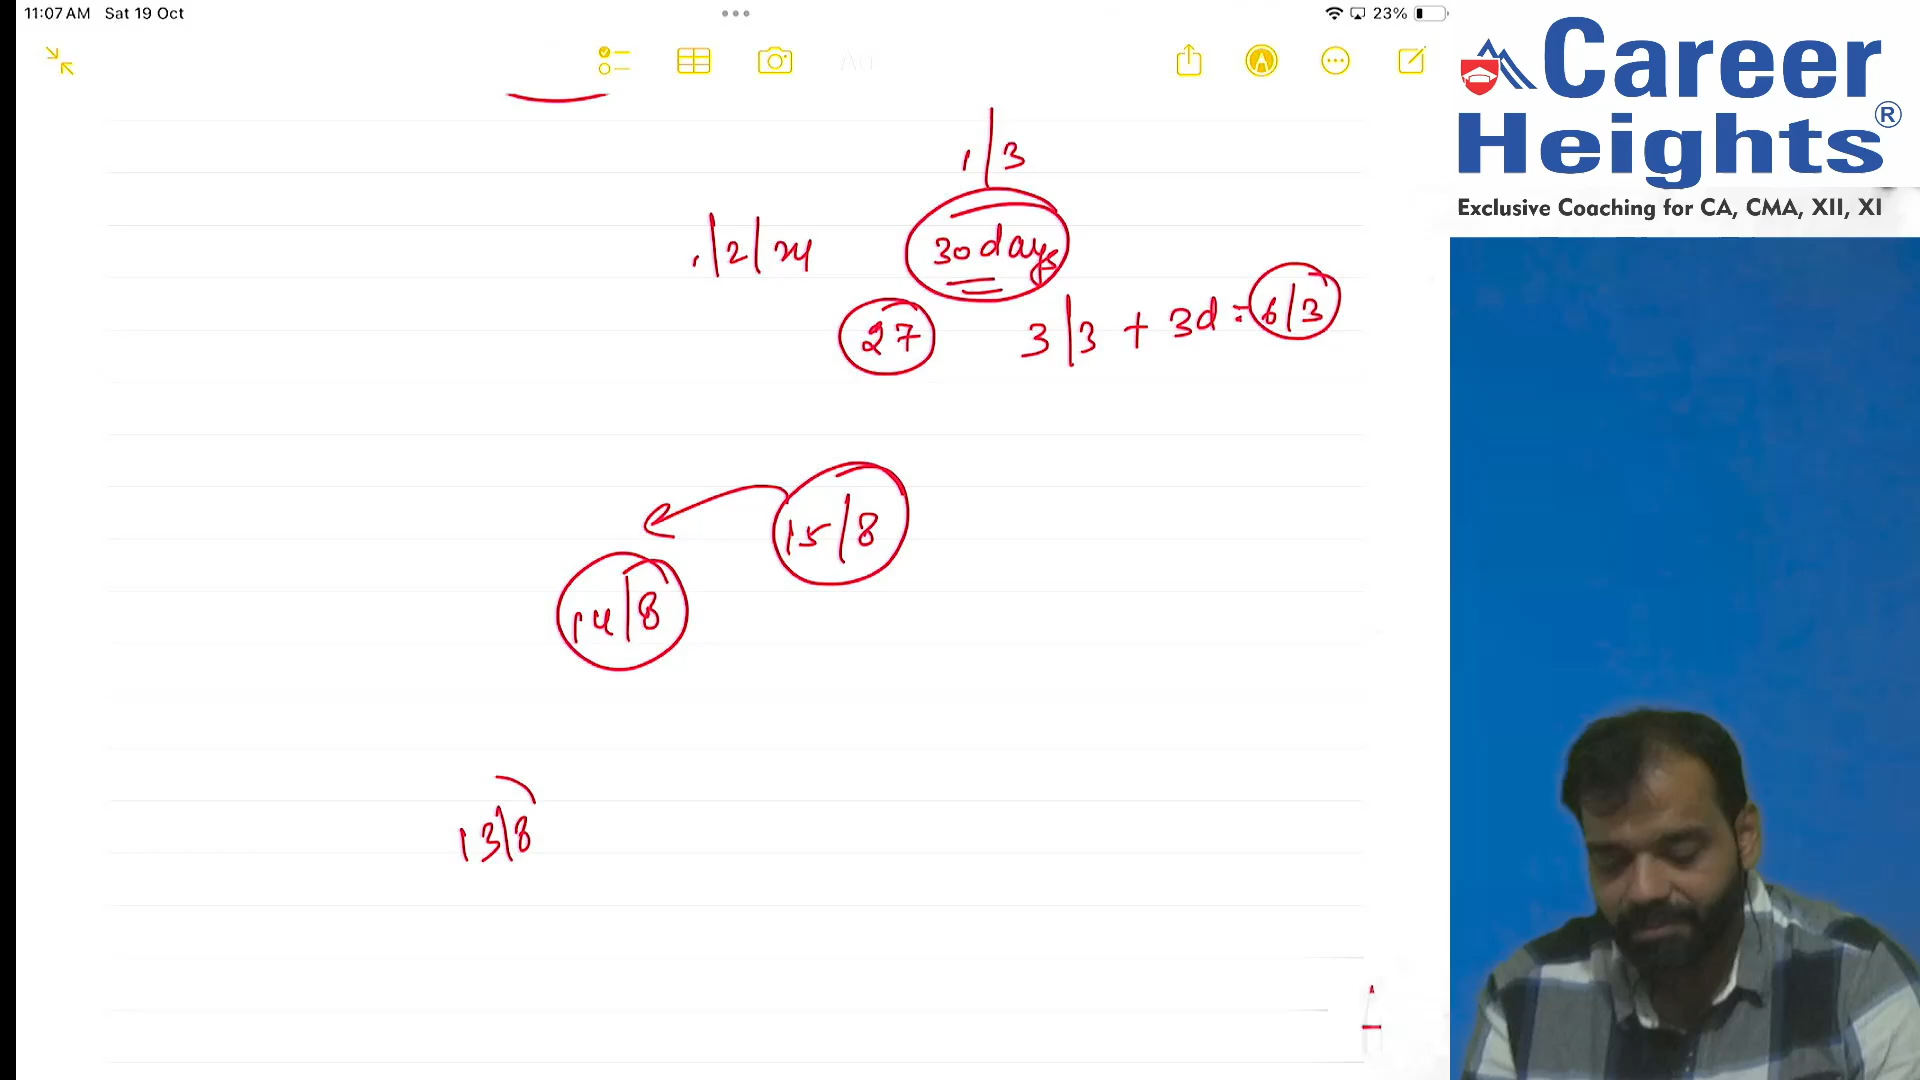 11:07 AM Sat 19 Oct
23%
Career
Heights®
Exclusive Coaching for CA, CMA, XII, XI
1/3
1/2/24
30 days
27
3/3 + 3d = 6/3
15/8
14/8
13/8